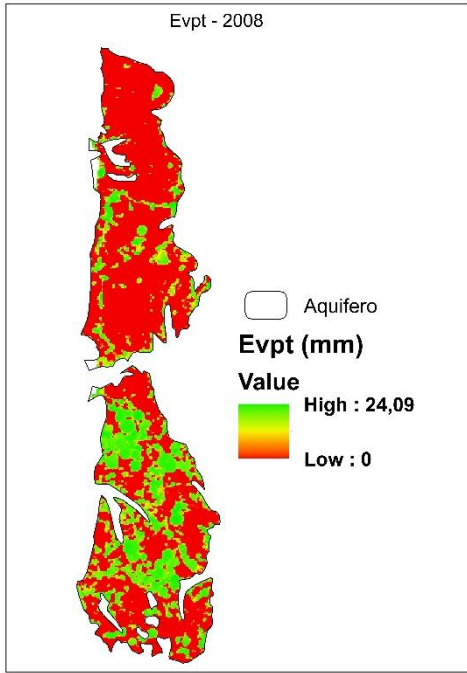 Evpt - 2008
Aquifero
Evpt (mm)
Value
High : 24,09
Low : 0